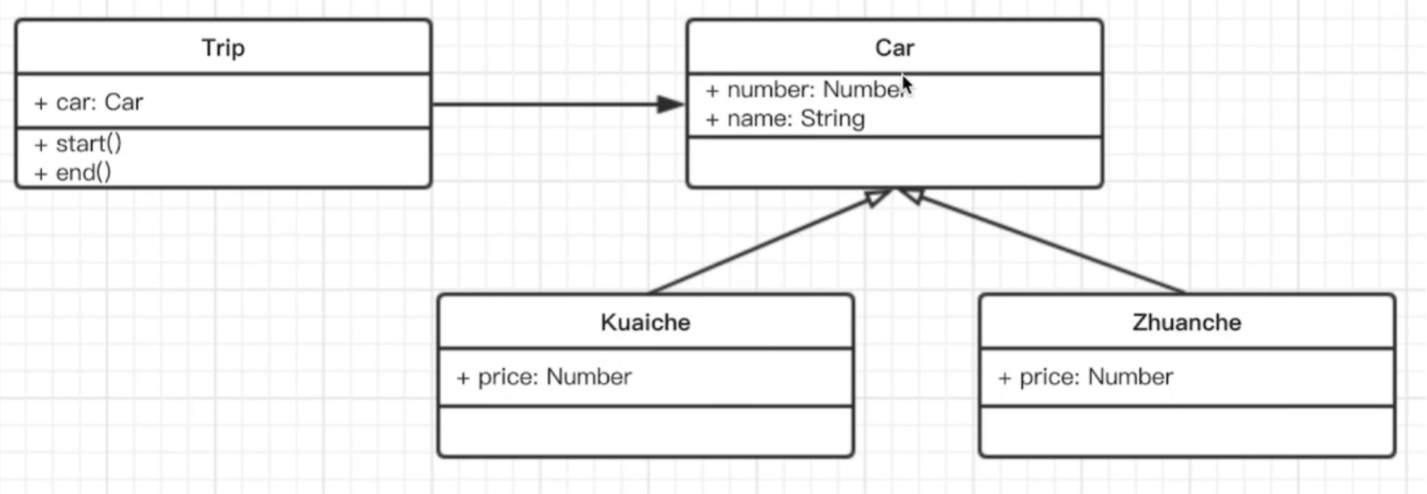 Trip
+ car: Car
+ start()
+ end()
Car
+ number: Number
+ name: String
Kuaiche
+ price: Number
Zhuanche
+ price: Number